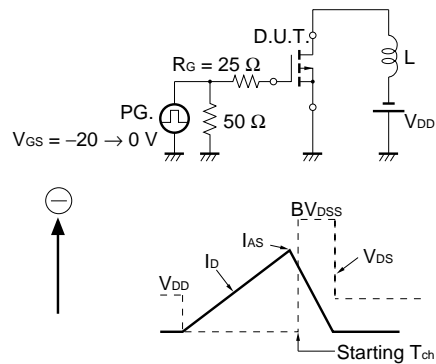 D.U.T.
RG = 25 Ω
L
PG.
50 Ω
VDD
VGS = −20 → 0 V
−
BVDSS
IAS
ID
VDS
VDD
Starting Tch